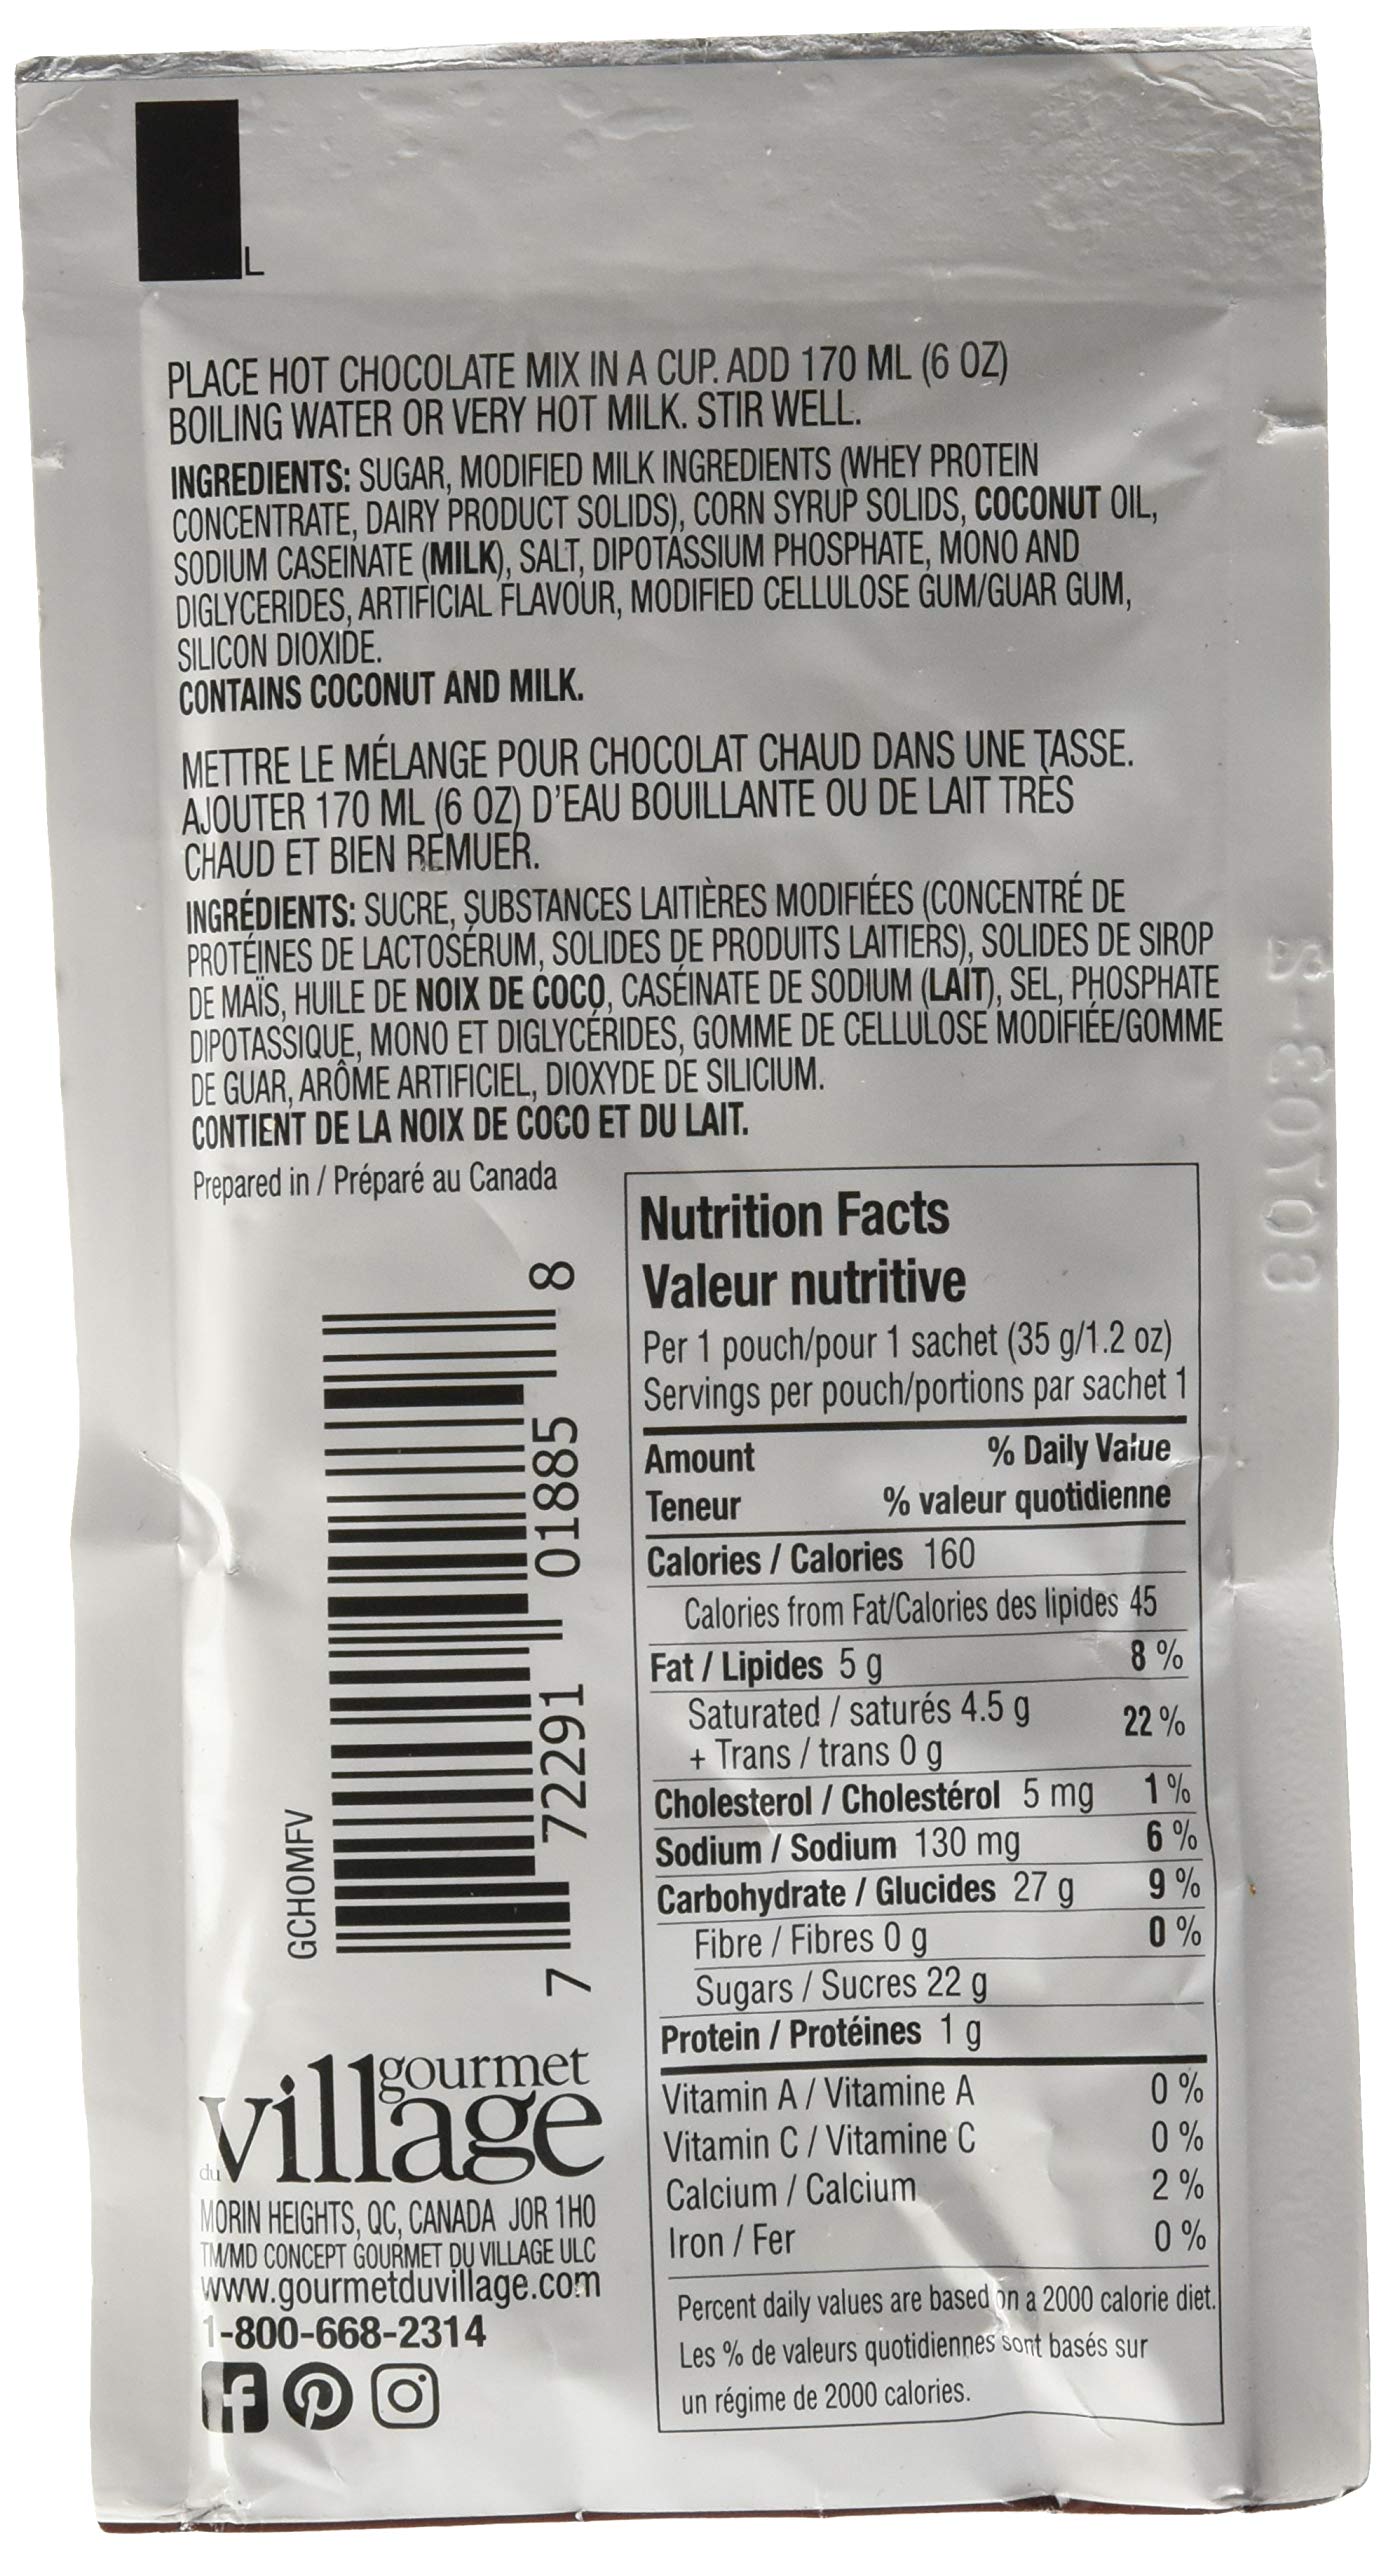 L
PLACE HOT CHOCOLATE MIX IN A CUP. ADD 170 ML (6 OZ)
BOILING WATER OR VERY HOT MILK. STIR WELL.
INGREDIENTS: SUGAR, MODIFIED MILK INGREDIENTS (WHEY PROTEIN
CONCENTRATE, DAIRY PRODUCT SOLIDS), CORN SYRUP SOLIDS, COCONUT OIL,
SODIUM CASEINATE (MILK), SALT, DIPOTASSIUM PHOSPHATE, MONO AND
DIGLYCERIDES, ARTIFICIAL FLAVOUR, MODIFIED CELLULOSE GUM/GUAR GUM,
SILICON DIOXIDE.
CONTAINS COCONUT AND MILK.
METTRE LE MÉLANGE POUR CHOCOLAT CHAUD DANS UNE TASSE.
AJOUTER 170 ML (6 OZ) D'EAU BOUILLANTE OU DE LAIT TRÈS
CHAUD ET BIEN REMUER.
INGRÉDIENTS: SUCRE, SUBSTANCES LAITIÈRES MODIFIÉES (CONCENTRÉ DE
PROTÉINES DE LACTOSÉRUM, SOLIDES DE PRODUITS LAITIERS), SOLIDES DE SIROP
DE MAÏS, HUILE DE NOIX DE COCO, CASÉINATE DE SODIUM (LAIT), SEL, PHOSPHATE
DIPOTASSIQUE, MONO ET DIGLYCÉRIDES, GOMME DE CELLULOSE MODIFIÉE/GOMME
DE GUAR, ARÔME ARTIFICIEL, DIOXYDE DE SILICIUM.
CONTIENT DE LA NOIX DE COCO ET DU LAIT.
Prepared in / Préparé au Canada
7 72291 01885 8
GCHOMFV
gourmet
du village
MORIN HEIGHTS, QC, CANADA J0R 1H0
TM/MD CONCEPT GOURMET DU VILLAGE ULC
www.gourmetduvillage.com
1-800-668-2314
Nutrition Facts
Valeur nutritive
Per 1 pouch/pour 1 sachet (35 g/1.2 oz)
Servings per pouch/portions par sachet 1
Amount % Daily Value
Teneur % valeur quotidienne
Calories / Calories 160
Calories from Fat/Calories des lipides 45
Fat / Lipides 5 g 8 %
Saturated / saturés 4.5 g 22 %
+ Trans / trans 0 g
Cholesterol / Cholestérol 5 mg 1 %
Sodium / Sodium 130 mg 6 %
Carbohydrate / Glucides 27 g 9 %
Fibre / Fibres 0 g 0 %
Sugars / Sucres 22 g
Protein / Protéines 1 g
Vitamin A / Vitamine A 0 %
Vitamin C / Vitamine C 0 %
Calcium / Calcium 2 %
Iron / Fer 0 %
Percent daily values are based on a 2000 calorie diet.
Les % de valeurs quotidiennes sont basés sur
un régime de 2000 calories.